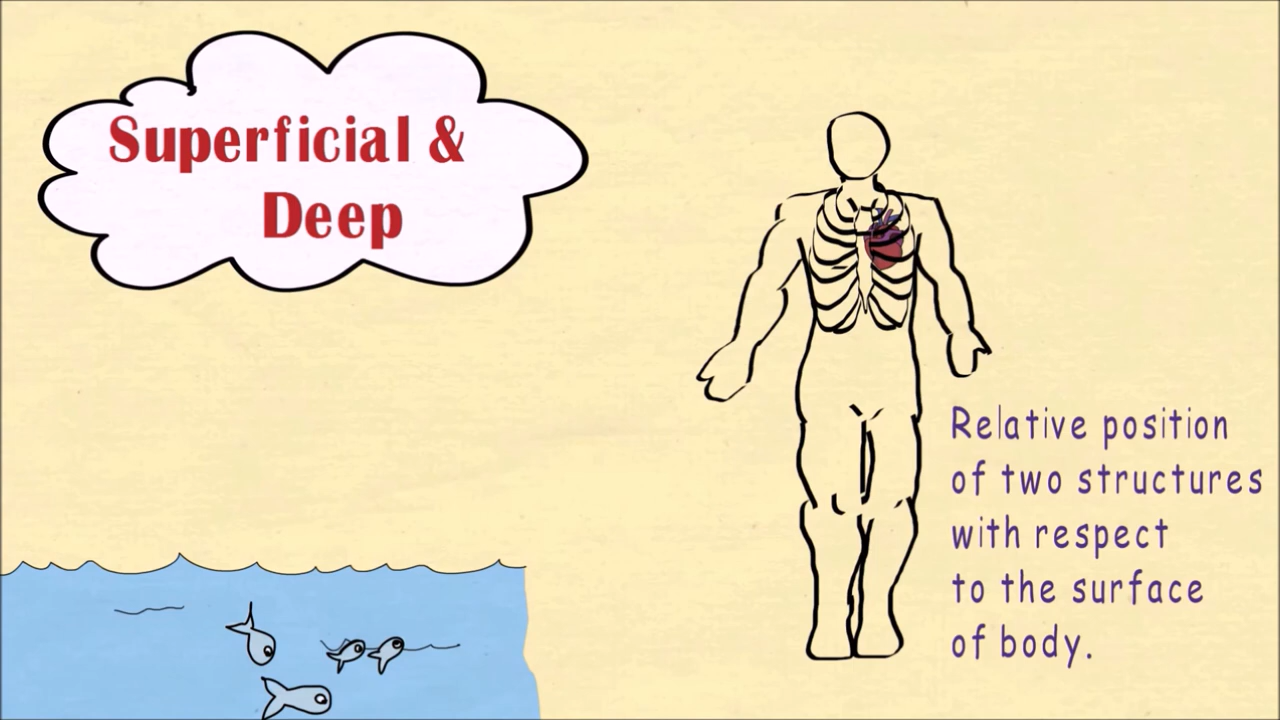 Superficial &
Deep
Relative position
of two structures
with respect
to the surface
of body.